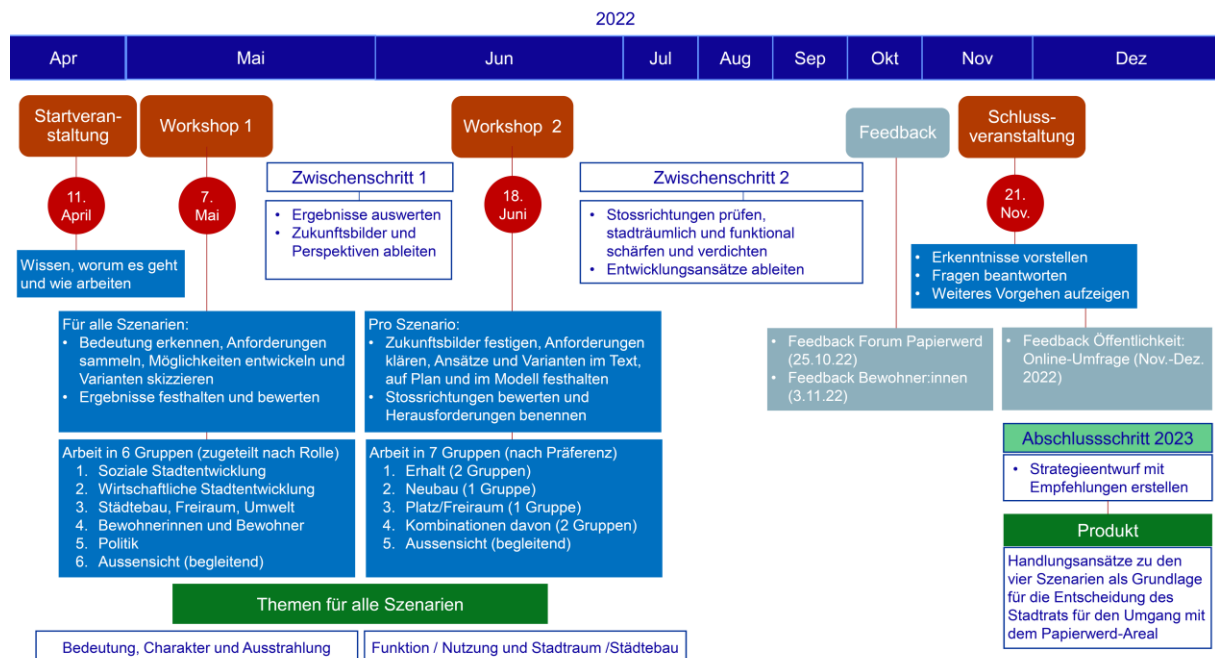 2022
Apr
Mai
Jun
Jul
Aug
Sep
Okt
Nov
Dez
Startveran-
staltung
Workshop 1
Workshop 2
Feedback
Schluss-
veranstaltung
Zwischenschritt 1
Zwischenschritt 2
11.
April
7.
Mai
18.
Juni
21.
Nov.
• Ergebnisse auswerten
• Zukunftsbilder und
Perspektiven ableiten
• Stossrichtungen prüfen,
stadträumlich und funktional
schärfen und verdichten
• Entwicklungsansätze ableiten
Wissen, worum es geht
und wie arbeiten
• Erkenntnisse vorstellen
• Fragen beantworten
• Weiteres Vorgehen aufzeigen
Für alle Szenarien:
• Bedeutung erkennen, Anforderungen
sammeln, Möglichkeiten entwickeln und
Varianten skizzieren
• Ergebnisse festhalten und bewerten
Pro Szenario:
• Zukunftsbilder festigen, Anforderungen
klären, Ansätze und Varianten im Text,
auf Plan und im Modell festhalten
• Stossrichtungen bewerten und
Herausforderungen benennen
• Feedback Forum Papierwerd
(25.10.22)
• Feedback Bewohner:innen
(3.11.22)
• Feedback Öffentlichkeit:
Online-Umfrage (Nov.-Dez.
2022)
Arbeit in 6 Gruppen (zugeteilt nach Rolle)
1. Soziale Stadtentwicklung
2. Wirtschaftliche Stadtentwicklung
3. Städtebau, Freiraum, Umwelt
4. Bewohnerinnen und Bewohner
5. Politik
6. Aussensicht (begleitend)
Arbeit in 7 Gruppen (nach Präferenz)
1. Erhalt (2 Gruppen)
2. Neubau (1 Gruppe)
3. Platz/Freiraum (1 Gruppe)
4. Kombinationen davon (2 Gruppen)
5. Aussensicht (begleitend)
Abschlussschritt 2023
• Strategieentwurf mit
Empfehlungen erstellen
Produkt
Handlungsansätze zu den
vier Szenarien als Grundlage
für die Entscheidung des
Stadtrats für den Umgang mit
dem Papierwerd-Areal
Themen für alle Szenarien
Bedeutung, Charakter und Ausstrahlung
Funktion / Nutzung und Stadtraum /Städtebau